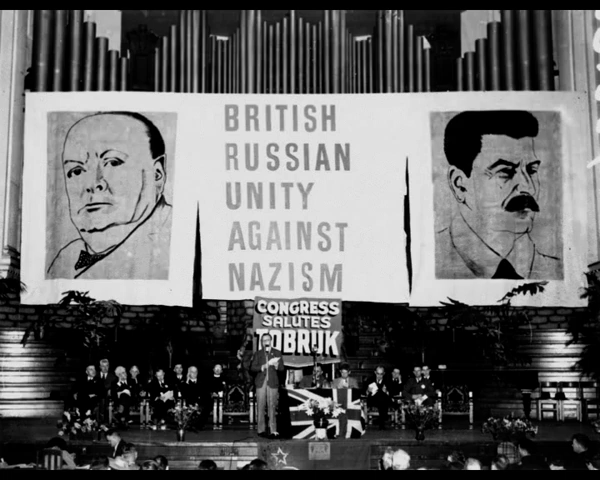 BRITISH
RUSSIAN
UNITY
AGAINST
NAZISM
CONGRESS
SALUTES
TOBRUK